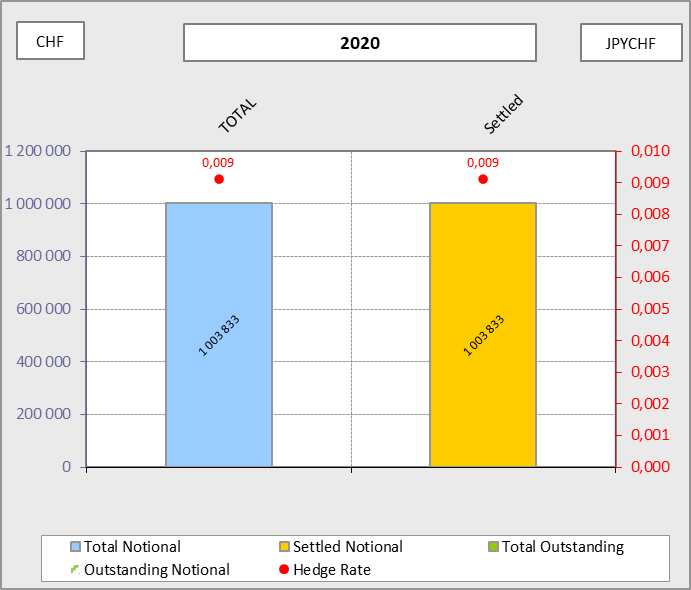 CHF
2020
JPYCHF
TOTAL
Settled
1 200 000
1 000 000
800 000
600 000
400 000
200 000
0
0,009
0,009
1 003 833
1 003 833
0,010
0,009
0,008
0,007
0,006
0,005
0,004
0,003
0,002
0,001
0,000
Total Notional
Settled Notional
Total Outstanding
Outstanding Notional
Hedge Rate